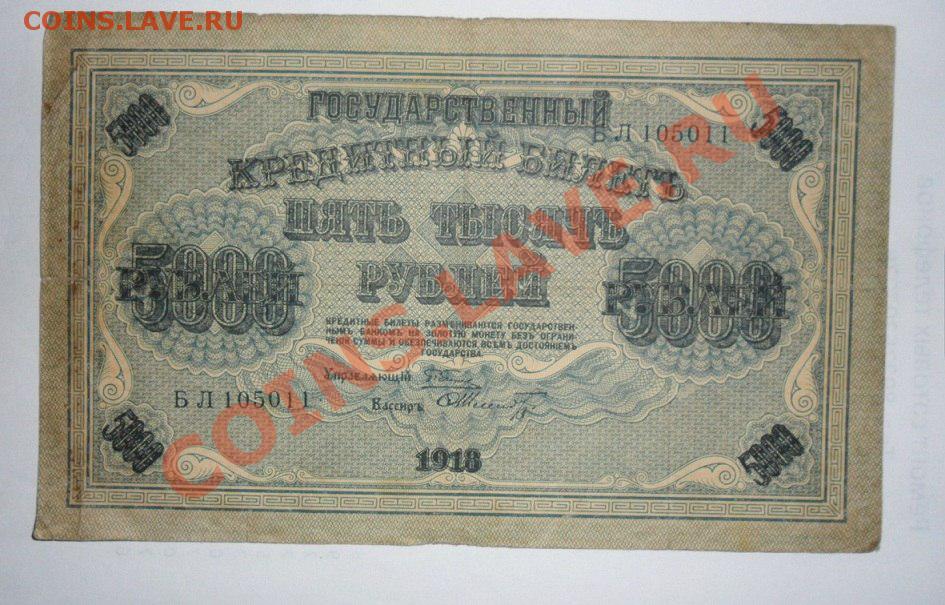 COINS.LAVE.RU
5000
5000
ГОСУДАРСТВЕННЫЙ
БЛ 105011
КРЕДИТНЫЙ БИЛЕТЪ
ПЯТЬ ТЫСЯЧЪ
РУБЛЕЙ
5000
РУБЛЕЙ
5000
РУБЛЕЙ
КРЕДИТНЫЕ БИЛЕТЫ РАЗМЕНИВАЮТСЯ ГОСУДАРСТВЕН-
НЫМЪ БАНКОМЪ НА ЗОЛОТУЮ МОНЕТУ БЕЗЪ ОГРАНИ-
ЧЕНІЯ СУММЫ И ОБЕЗПЕЧИВАЮТСЯ ВСѢМЪ ДОСТОЯНІЕМЪ
ГОСУДАРСТВА.
Управляющій
БЛ 105011
Кассиръ
5000
5000
1918
COINS.LAVE.RU